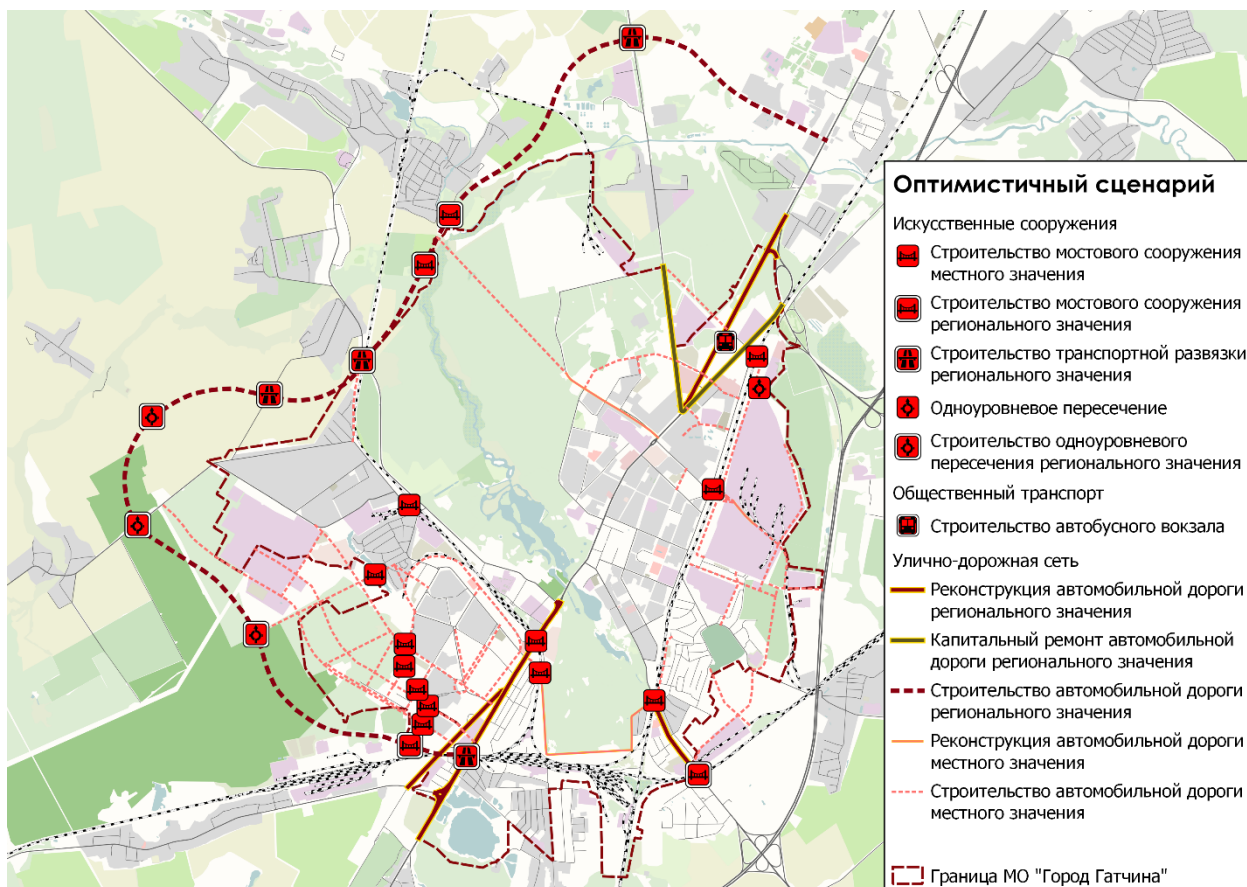 Оптимистичный сценарий
Искусственные сооружения
Строительство мостового сооружения
местного значения
Строительство мостового сооружения
регионального значения
Строительство транспортной развязки
регионального значения
Одноуровневое пересечение
Строительство одноуровневого
пересечения регионального значения
Общественный транспорт
Строительство автобусного вокзала
Улично-дорожная сеть
Реконструкция автомобильной дороги
регионального значения
Капитальный ремонт автомобильной
дороги регионального значения
Строительство автомобильной дороги
регионального значения
Реконструкция автомобильной дороги
местного значения
Строительство автомобильной дороги
местного значения
Граница МО "Город Гатчина"